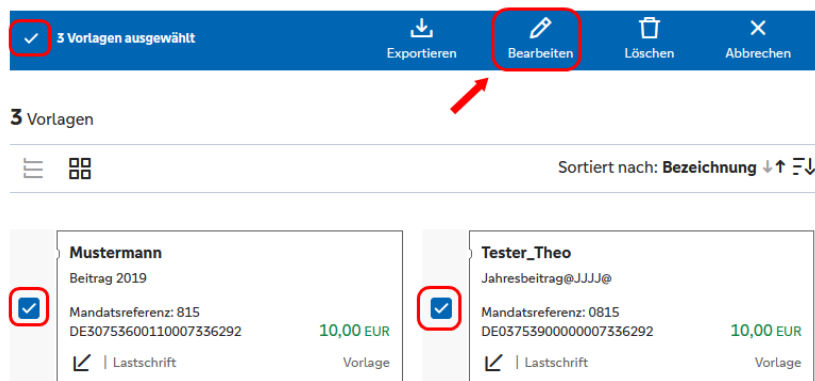 3 Vorlagen ausgewählt
Exportieren
Bearbeiten
Löschen
Abbrechen
3 Vorlagen
Sortiert nach: Bezeichnung
Mustermann
Beitrag 2019
Mandatsreferenz: 815
DE30753600110007336292
10,00 EUR
Lastschrift
Vorlage
Tester_Theo
Jahresbeitrag@JJJJ@
Mandatsreferenz: 0815
DE03753900000007336292
10,00 EUR
Lastschrift
Vorlage